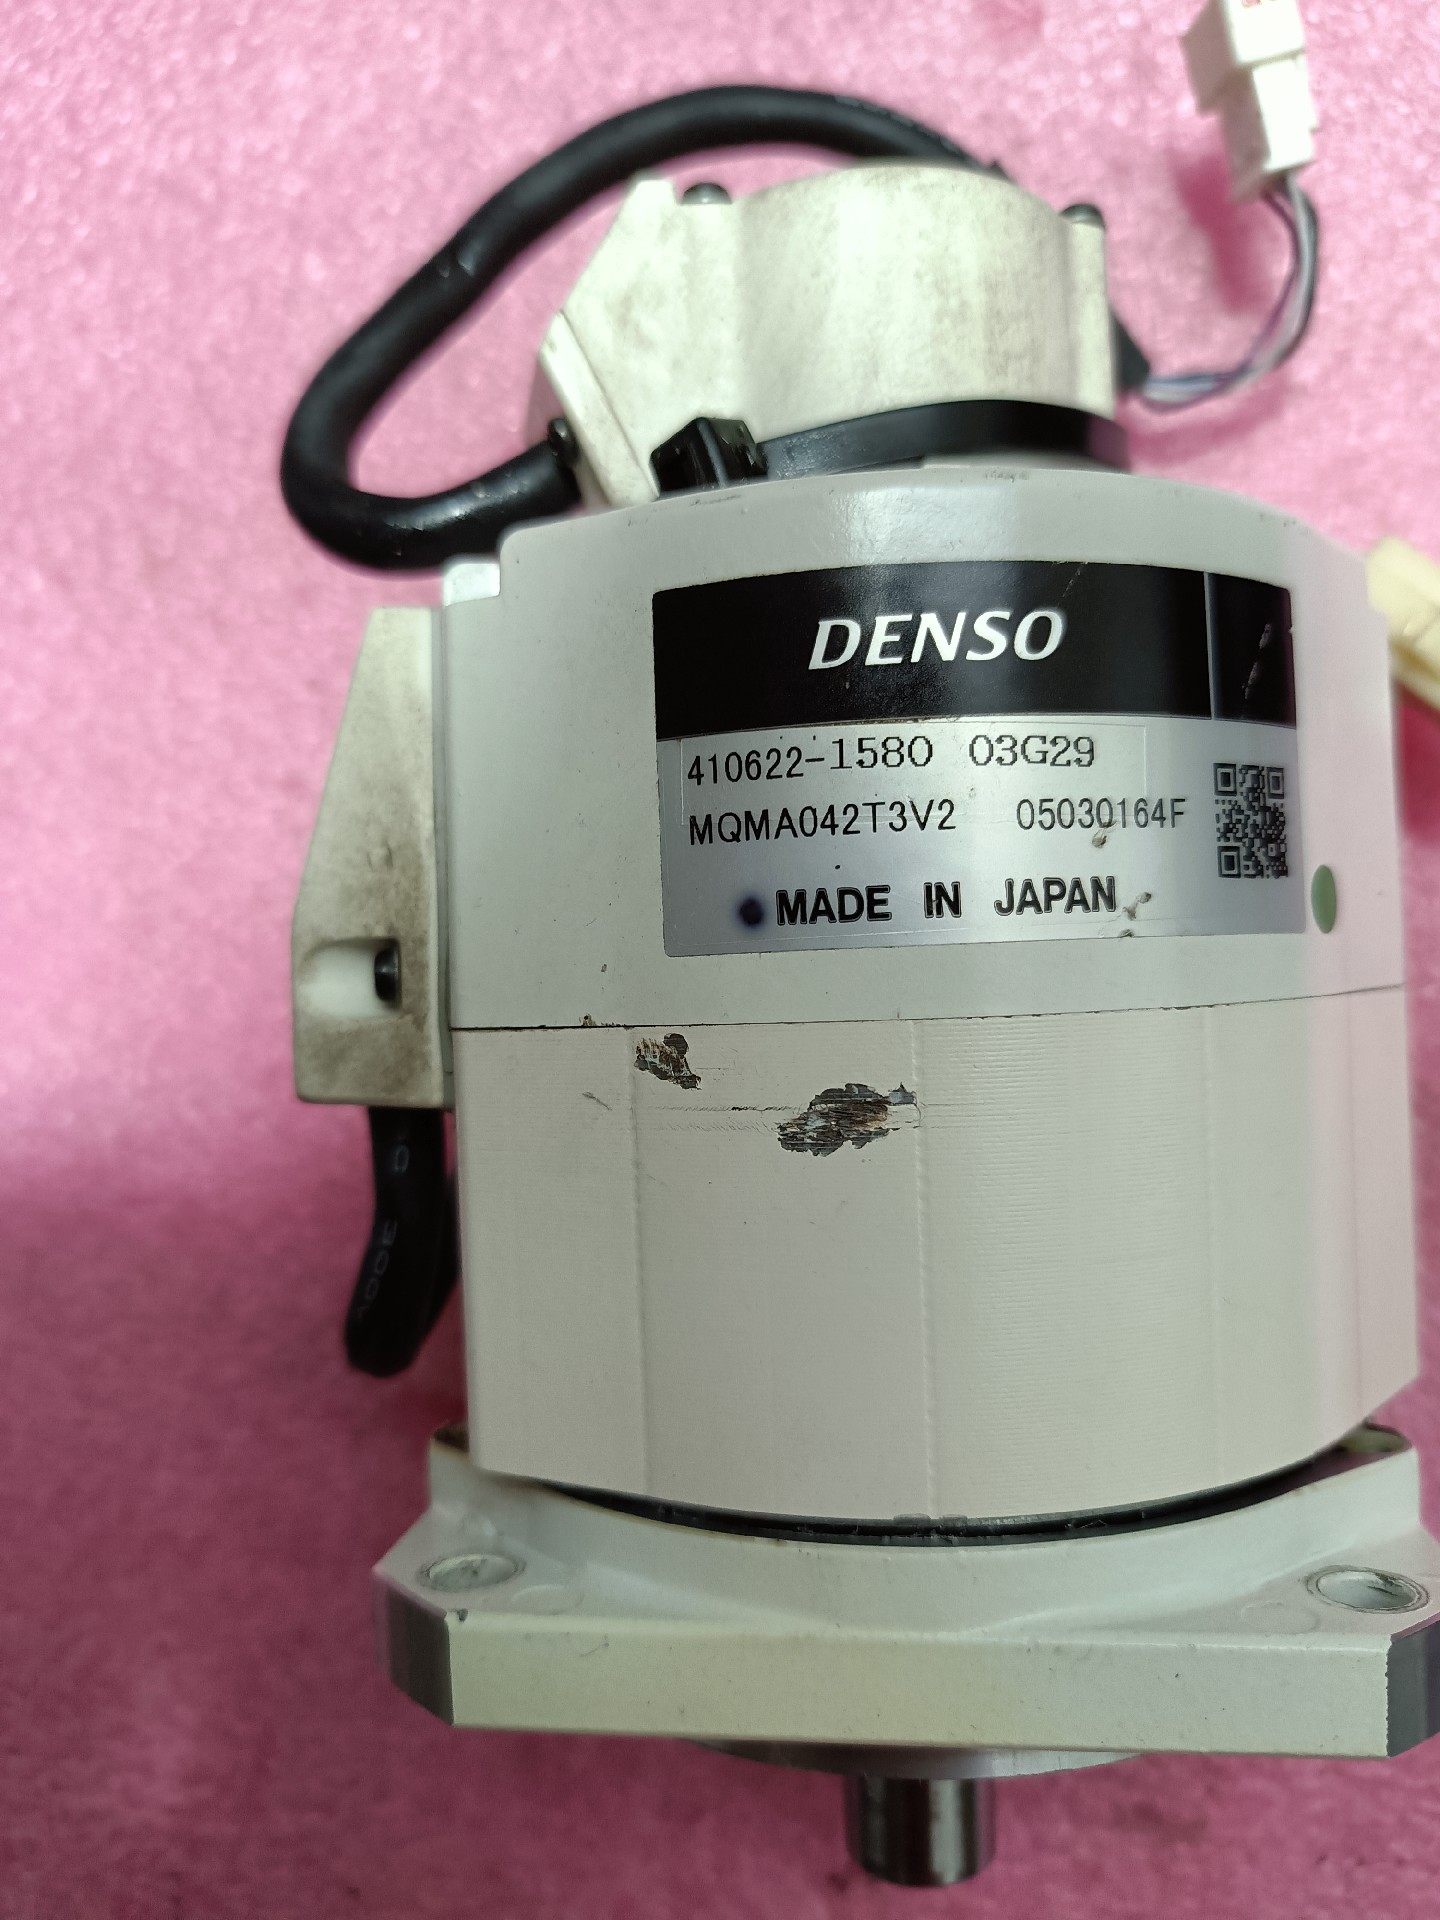 DENSO
410622-1580 03G29
MQMA042T3V2 05030164F
MADE IN JAPAN